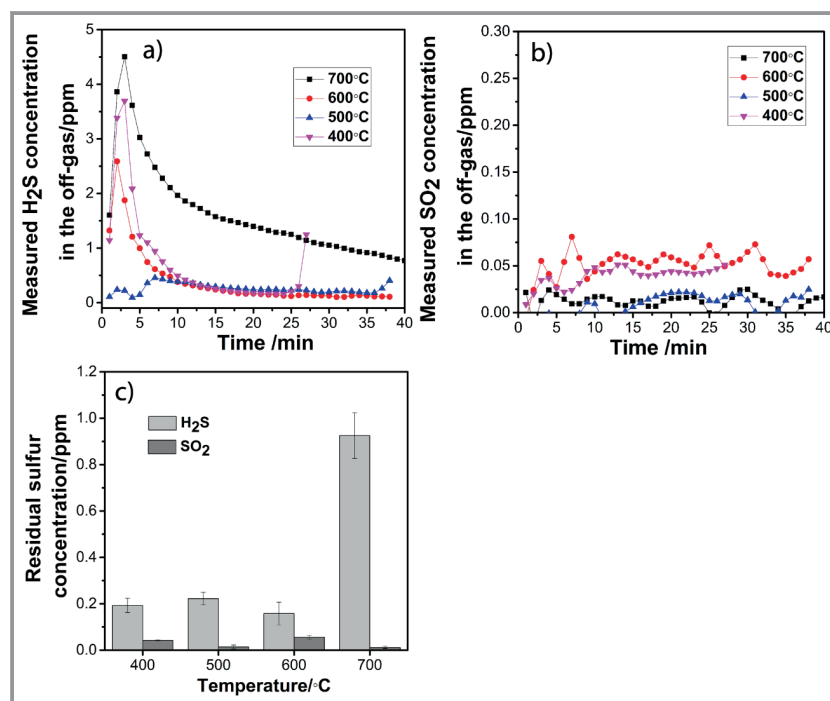 a)
Measured H2S concentration
in the off-gas/ppm
5
4
3
2
1
0
700°C
600°C
500°C
400°C
0 5 10 15 20 25 30 35 40
Time /min
b)
Measured SO2 concentration
in the off-gas/ppm
0.30
0.25
0.20
0.15
0.10
0.05
0.00
700°C
600°C
500°C
400°C
0 5 10 15 20 25 30 35 40
Time /min
c)
Residual sulfur
concentration/ppm
1.2
1.0
0.8
0.6
0.4
0.2
0.0
H2S
SO2
400 500 600 700
Temperature/°C